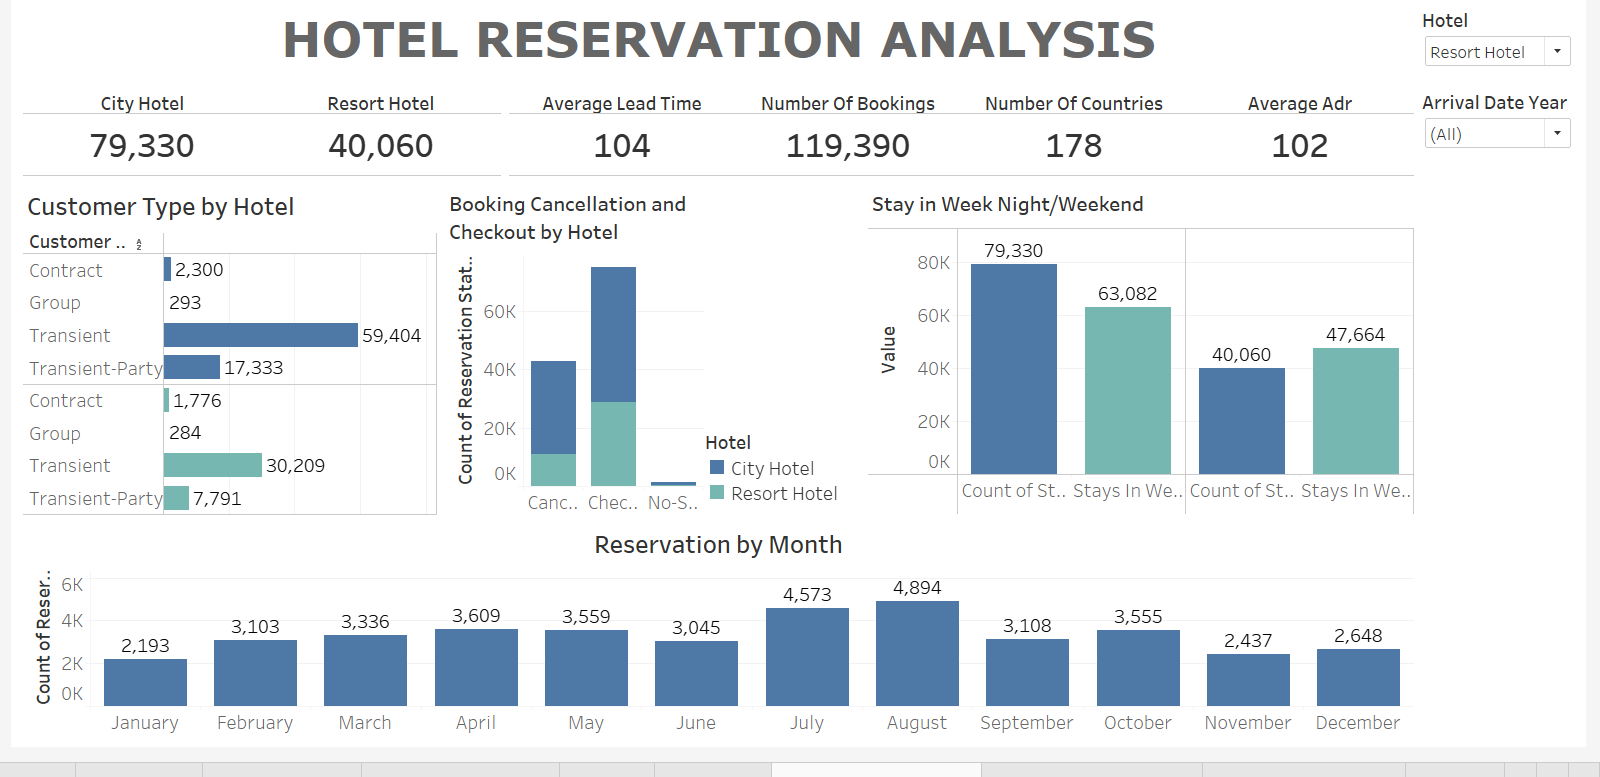 HOTEL RESERVATION ANALYSIS
Hotel
Resort Hotel
Arrival Date Year
(All)
City Hotel Resort Hotel Average Lead Time Number Of Bookings Number Of Countries Average Adr
79,330 40,060 104 119,390 178 102
Customer Type by Hotel
Customer ..
Contract 2,300
Group 293
Transient 59,404
Transient-Party 17,333
Contract 1,776
Group 284
Transient 30,209
Transient-Party 7,791
Booking Cancellation and
Checkout by Hotel
Count of Reservation Stat..
60K
40K
20K
0K
Canc.. Chec.. No-S..
Hotel
City Hotel
Resort Hotel
Stay in Week Night/Weekend
Value
80K
60K
40K
20K
0K
79,330
63,082
40,060
47,664
Count of St.. Stays In We.. Count of St.. Stays In We..
Reservation by Month
Count of Reser..
6K
4K
2K
0K
2,193 3,103 3,336 3,609 3,559 3,045 4,573 4,894 3,108 3,555 2,437 2,648
January February March April May June July August September October November December